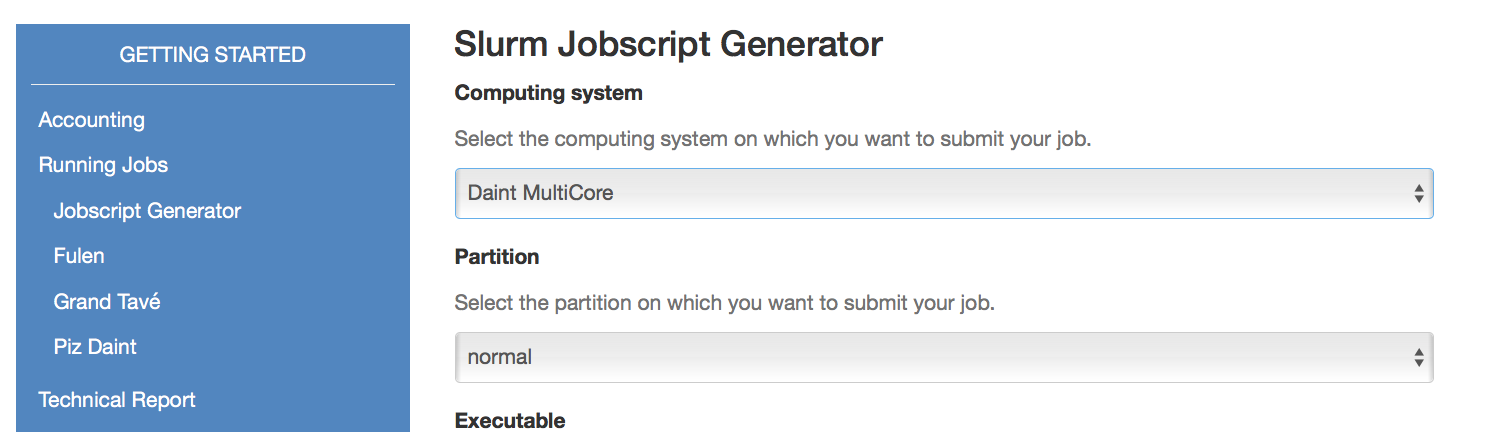 GETTING STARTED
Accounting
Running Jobs
Jobscript Generator
Fulen
Grand Tavé
Piz Daint
Technical Report
Slurm Jobscript Generator
Computing system
Select the computing system on which you want to submit your job.
Daint MultiCore
Partition
Select the partition on which you want to submit your job.
normal
Executable